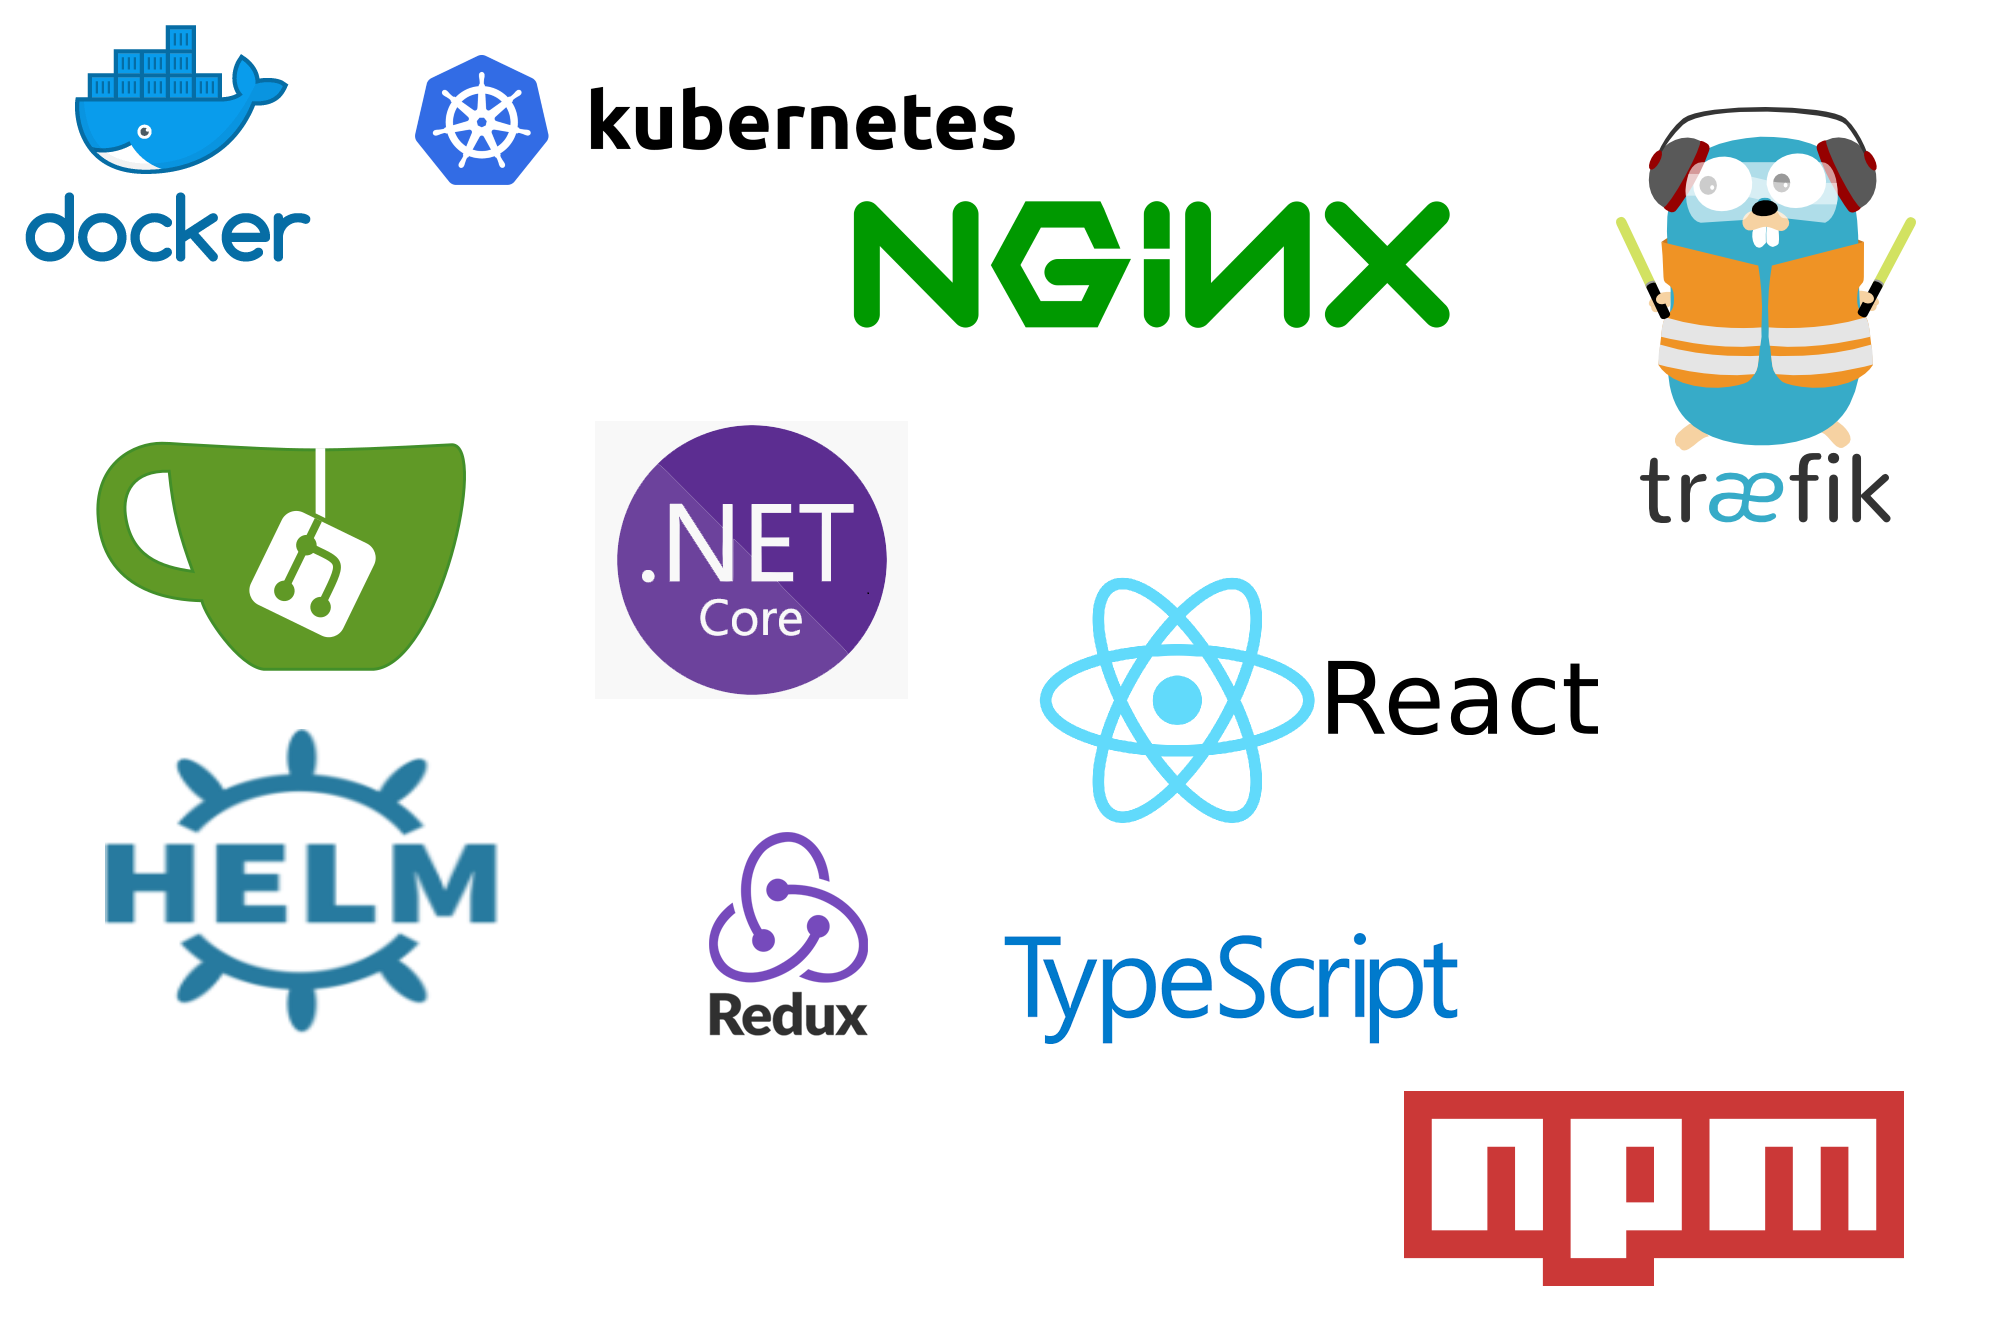 docker
kubernetes
NGiNX
træfik
.NET
Core
React
HELM
Redux
TypeScript
npm